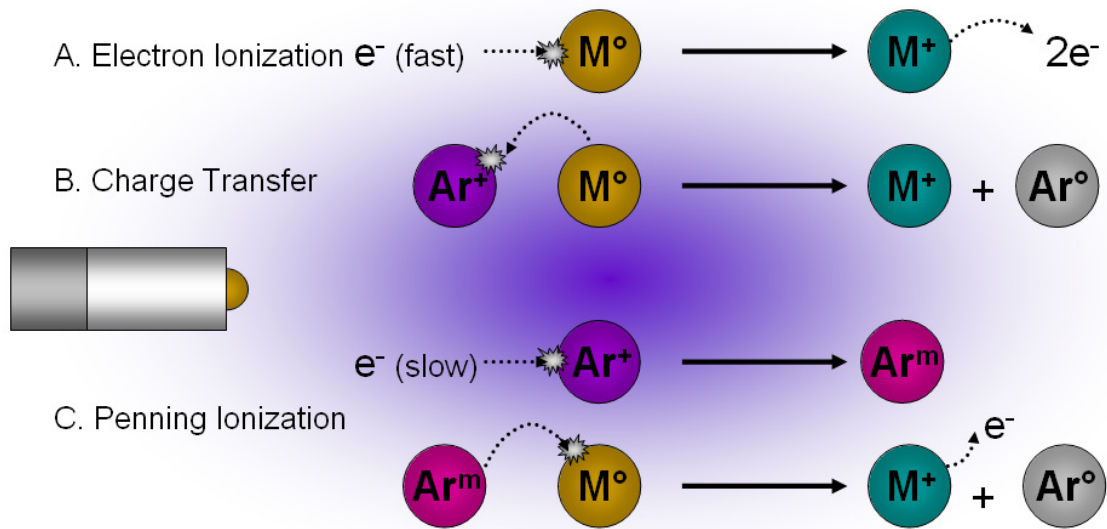 A. Electron Ionization e⁻ (fast) M° M⁺ 2e⁻
B. Charge Transfer Ar⁺ M° M⁺ + Ar°
e⁻ (slow) Ar⁺ Arᵐ
C. Penning Ionization
Arᵐ M° M⁺ e⁻ + Ar°